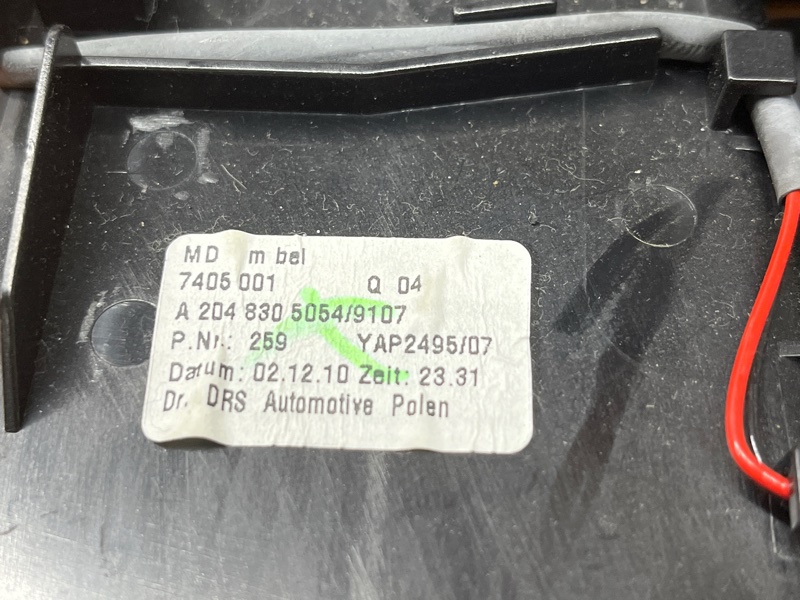 MD m bel
7405 001 Q 04
A 204 830 5054/9107
P.Nr.: 259 YAP2495/07
Datum: 02.12.10 Zeit: 23.31
Dr. DRS Automotive Polen